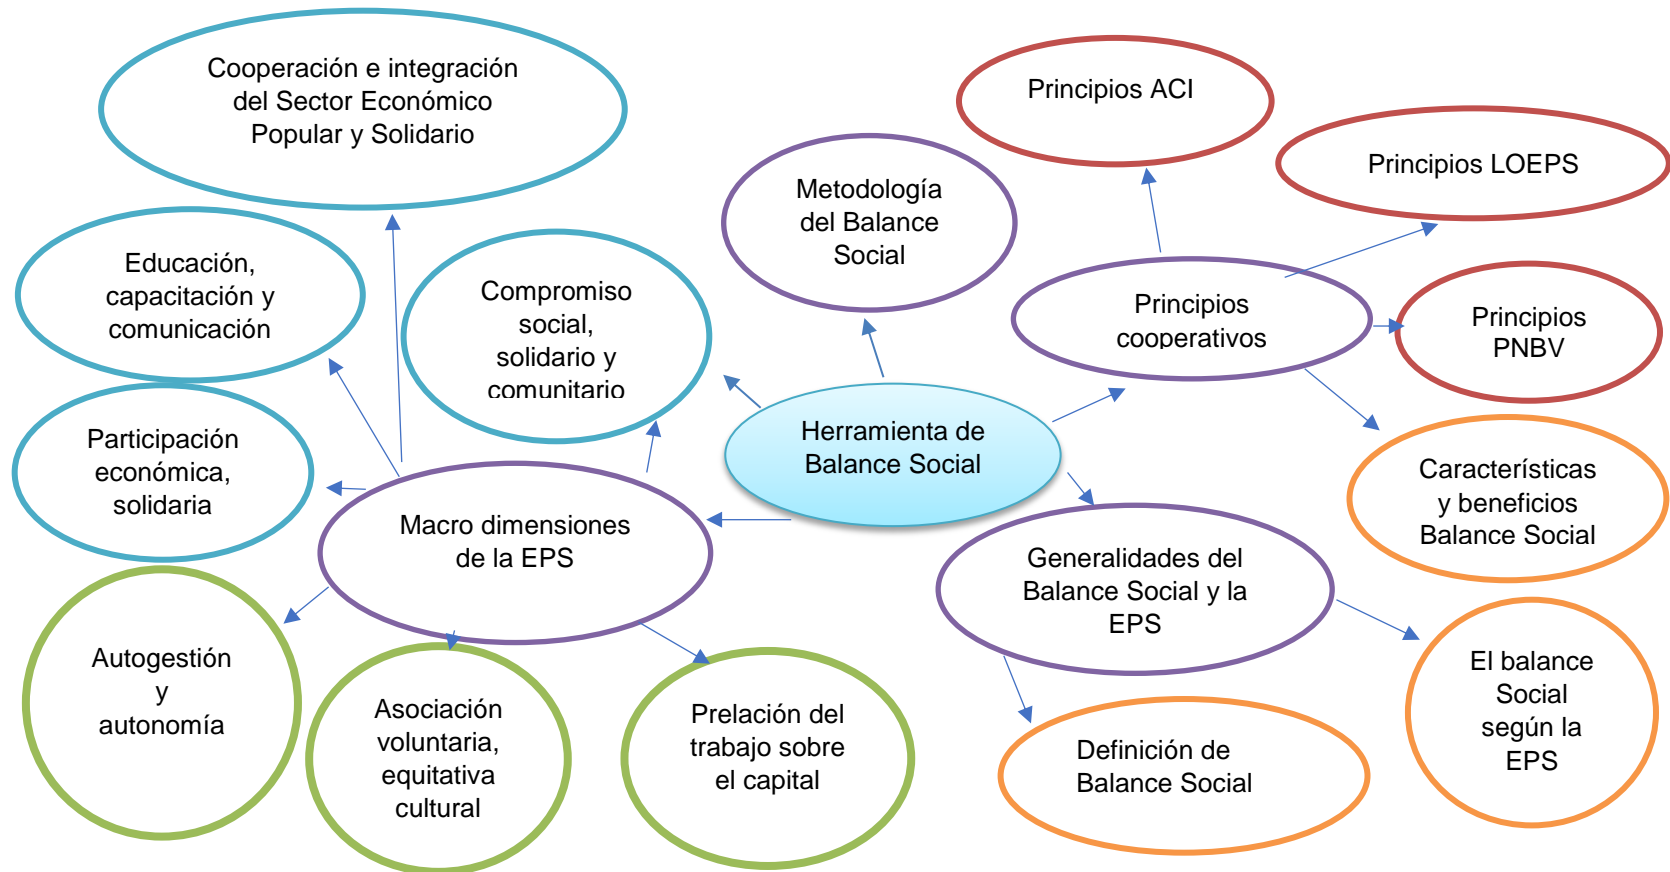 Cooperación e integración
del Sector Económico
Popular y Solidario
Principios ACI
Principios LOEPS
Metodología
del Balance
Social
Educación,
capacitación y
comunicación
Compromiso
social,
solidario y
comunitario
Principios
cooperativos
Principios
PNBV
Participación
económica,
solidaria
Herramienta de
Balance Social
Característicias
y beneficios
Balance Social
Macro dimensiones
de la EPS
Generalidades del
Balance Social y la
EPS
Autogestión
y
autonomía
Asociación
voluntaria,
equitativa
cultural
Prelación del
trabajo sobre
el capital
Definición de
Balance Social
El balance
Social
según la
EPS